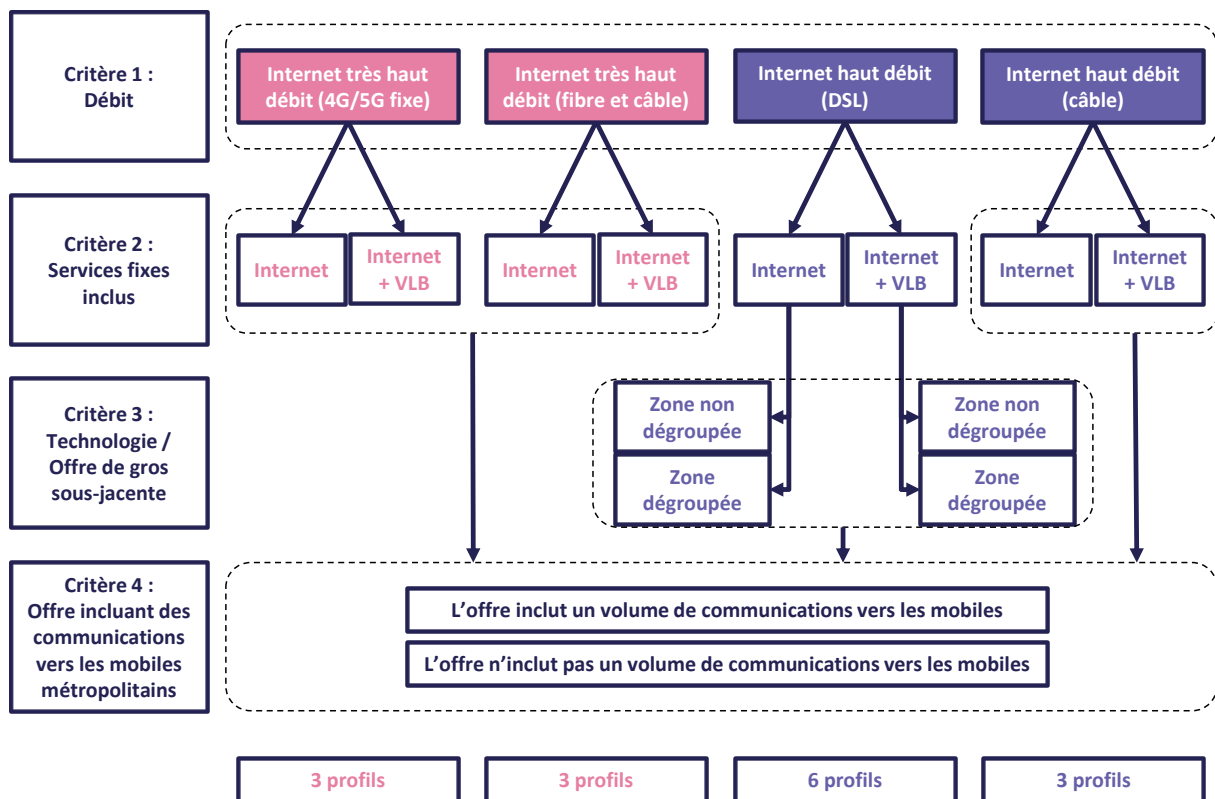 Critère 1 :
Débit
Internet très haut
débit (4G/5G fixe)
Internet très haut
débit (fibre et câble)
Internet haut débit
(DSL)
Internet haut débit
(câble)
Critère 2 :
Services fixes
inclus
Internet
Internet
+ VLB
Internet
Internet
+ VLB
Internet
Internet
+ VLB
Internet
Internet
+ VLB
Critère 3 :
Technologie /
Offre de gros
sous-jacente
Zone non
dégroupée
Zone
dégroupée
Zone non
dégroupée
Zone
dégroupée
Critère 4 :
Offre incluant des
communications
vers les mobiles
métropolitains
L’offre inclut un volume de communications vers les mobiles
L’offre n’inclut pas un volume de communications vers les mobiles
3 profils
3 profils
6 profils
3 profils